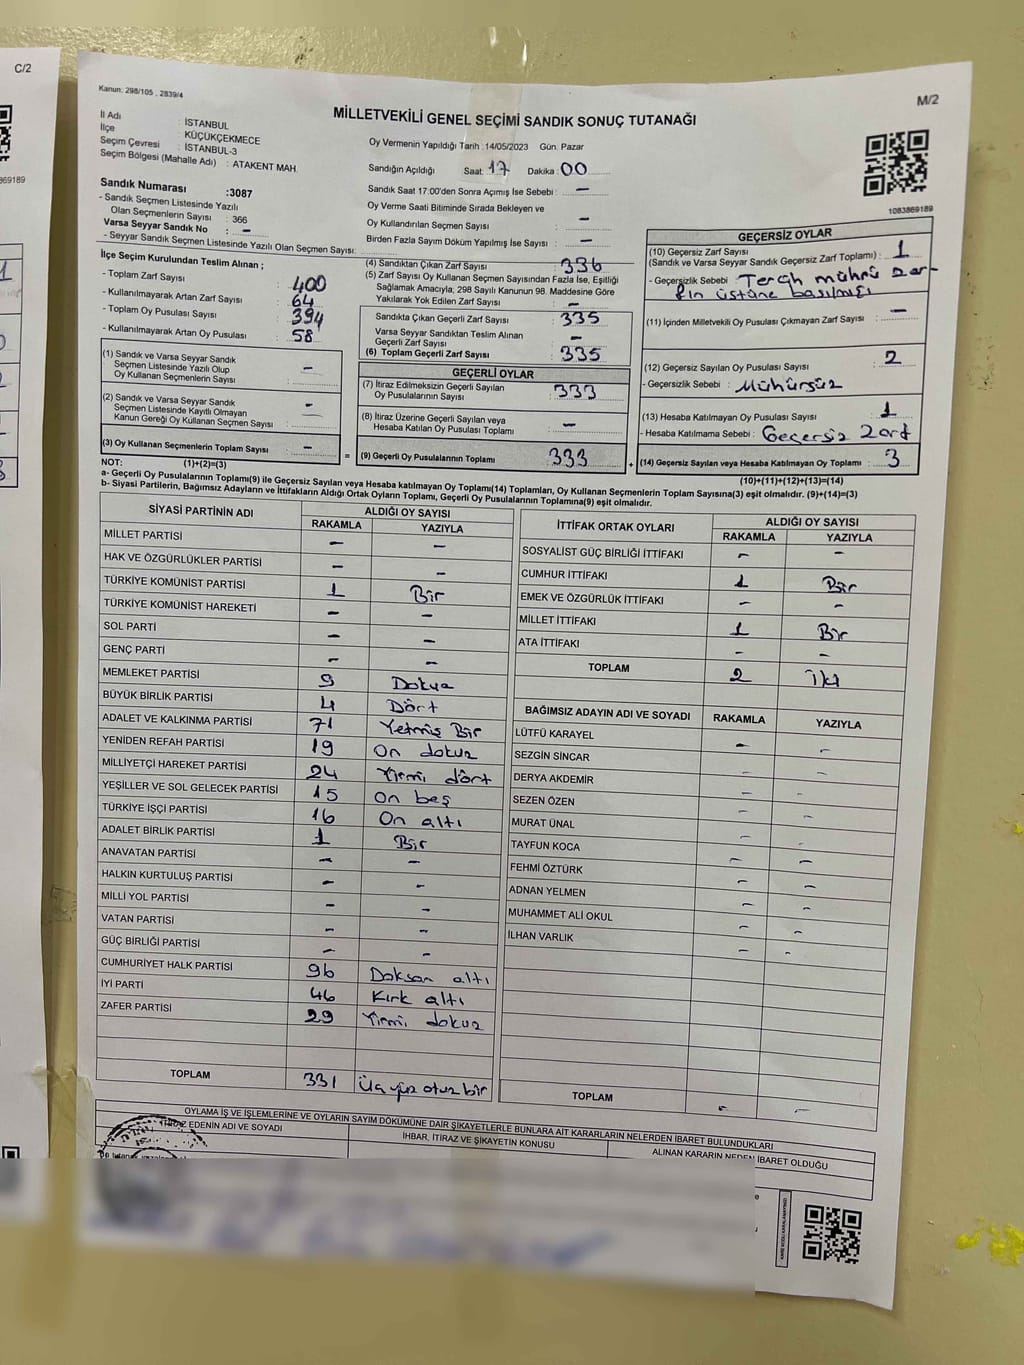 C/2
869189
Kanun: 298/105 . 2839/4
M/2
MİLLETVEKİLİ GENEL SEÇİMİ SANDIK SONUÇ TUTANAĞI
İl Adı : İSTANBUL
İlçe : KÜÇÜKÇEKMECE
Seçim Çevresi : İSTANBUL-3
Seçim Bölgesi (Mahalle Adı) : ATAKENT MAH.
Oy Vermenin Yapıldığı Tarih : 14/05/2023 Gün. Pazar
Sandığın Açıldığı Saat: 17 Dakika: 00
Sandık Saat 17:00'den Sonra Açımış İse Sebebi : –
Oy Verme Saati Bitiminde Sırada Bekleyen ve
Oy Kullandırılan Seçmen Sayısı : –
Birden Fazla Sayım Döküm Yapılmış İse Sayısı : –
1083869189
Sandık Numarası :3087
- Sandık Seçmen Listesinde Yazılı
Olan Seçmenlerin Sayısı : 366
Varsa Seyyar Sandık No : –
- Seyyar Sandık Seçmen Listesinde Yazılı Olan Seçmen Sayısı:
İlçe Seçim Kurulundan Teslim Alınan ;
- Toplam Zarf Sayısı : 400
- Kullanılmayarak Artan Zarf Sayısı : 64
- Toplam Oy Pusulası Sayısı : 394
- Kullanılmayarak Artan Oy Pusulası : 58
(1) Sandık ve Varsa Seyyar Sandık
Seçmen Listesinde Yazılı Olup
Oy Kullanan Seçmenlerin Sayısı : –
(2) Sandık ve Varsa Seyyar Sandık
Seçmen Listesinde Kayıtlı Olmayan
Kanun Gereği Oy Kullanan Seçmen Sayısı : –
(3) Oy Kullanan Seçmenlerin Toplam Sayısı : –
(4) Sandıktan Çıkan Zarf Sayısı : 336
(5) Zarf Sayısı Oy Kullanan Seçmen Sayısından Fazla İse, Eşitliği
Sağlamak Amacıyla; 298 Sayılı Kanunun 98. Maddesine Göre
Yakılarak Yok Edilen Zarf Sayısı : –
Sandıkta Çıkan Geçerli Zarf Sayısı : 335
Varsa Seyyar Sandıktan Teslim Alınan
Geçerli Zarf Sayısı : –
(6) Toplam Geçerli Zarf Sayısı : 335
GEÇERLİ OYLAR
(7) İtiraz Edilmeksizin Geçerli Sayılan
Oy Pusulalarının Sayısı : 333
(8) İtiraz Üzerine Geçerli Sayılan veya
Hesaba Katılan Oy Pusulası Toplamı : –
= (9) Geçerli Oy Pusulalarının Toplamı : 333 +
GEÇERSİZ OYLAR
(10) Geçersiz Zarf Sayısı
(Sandık ve Varsa Seyyar Sandık Geçersiz Zarf Toplamı) : 1
- Geçersizlik Sebebi : Tercih mührü zar-
fın üstüne basılmış
(11) İçinden Milletvekili Oy Pusulası Çıkmayan Zarf Sayısı : –
(12) Geçersiz Sayılan Oy Pusulası Sayısı : 2
- Geçersizlik Sebebi : Mühürsüz
(13) Hesaba Katılmayan Oy Pusulası Sayısı : 1
- Hesaba Katılmama Sebebi : Geçersiz Zarf
(14) Geçersiz Sayılan veya Hesaba Katılmayan Oy Toplamı : 3
NOT: (1)+(2)=(3)
(10)+(11)+(12)+(13)=(14)
a- Geçerli Oy Pusulaları Toplamı(9) ile Geçersiz Sayılan veya Hesaba katılmayan Oy Toplamı(14) Toplamları, Oy Kullanan Seçmenlerin Toplam Sayısına(3) eşit olmalıdır. (9)+(14)=(3)
b- Siyasi Partilerin, Bağımsız Adayların ve İttifakların Aldığı Ortak Oyların Toplamı, Geçerli Oy Pusulalarının Toplamına(9) eşit olmalıdır.
SİYASİ PARTİNİN ADI ALDIĞI OY SAYISI
RAKAMLA YAZIYLA
MİLLET PARTİSİ – –
HAK VE ÖZGÜRLÜKLER PARTİSİ – –
TÜRKİYE KOMÜNİST PARTİSİ 1 Bir
TÜRKİYE KOMÜNİST HAREKETİ – –
SOL PARTİ – –
GENÇ PARTİ – –
MEMLEKET PARTİSİ 9 Dokuz
BÜYÜK BİRLİK PARTİSİ 4 Dört
ADALET VE KALKINMA PARTİSİ 71 Yetmiş Bir
YENİDEN REFAH PARTİSİ 19 On dokuz
MİLLİYETÇİ HAREKET PARTİSİ 24 Yirmi dört
YEŞİLLER VE SOL GELECEK PARTİSİ 15 On beş
TÜRKİYE İŞÇİ PARTİSİ 16 On altı
ADALET BİRLİK PARTİSİ 1 Bir
ANAVATAN PARTİSİ – –
HALKIN KURTULUŞ PARTİSİ – –
MİLLİ YOL PARTİSİ –
VATAN PARTİSİ – –
GÜÇ BİRLİĞİ PARTİSİ – –
CUMHURİYET HALK PARTİSİ 96 Doksan altı
İYİ PARTİ 46 Kırk altı
ZAFER PARTİSİ 29 Yirmi dokuz
TOPLAM 331 Üç yüz otuz bir
İTTİFAK ORTAK OYLARI ALDIĞI OY SAYISI
RAKAMLA YAZIYLA
SOSYALİST GÜÇ BİRLİĞİ İTTİFAKI – –
CUMHUR İTTİFAKI 1 Bir
EMEK VE ÖZGÜRLÜK İTTİFAKI – –
MİLLET İTTİFAKI 1 Bir
ATA İTTİFAKI – –
TOPLAM 2 İki
BAĞIMSIZ ADAYIN ADI VE SOYADI RAKAMLA YAZIYLA
LÜTFÜ KARAYEL – –
SEZGİN SİNCAR – –
DERYA AKDEMİR – –
SEZEN ÖZEN – –
MURAT ÜNAL – –
TAYFUN KOCA – –
FEHMİ ÖZTÜRK – –
ADNAN YELMEN – –
MUHAMMET ALİ OKUL – –
İLHAN VARLIK – –
TOPLAM – –
OYLAMA İŞ VE İŞLEMLERİNE VE OYLARIN SAYIM DÖKÜMÜNE DAİR ŞİKAYETLERLE BUNLARA AİT KARARLARIN NELERDEN İBARET BULUNDUKLARI
İTİRAZ EDENİN ADI VE SOYADI İHBAR, İTİRAZ VE ŞİKAYETİN KONUSU ALINAN KARARIN NEDEN İBARET OLDUĞU